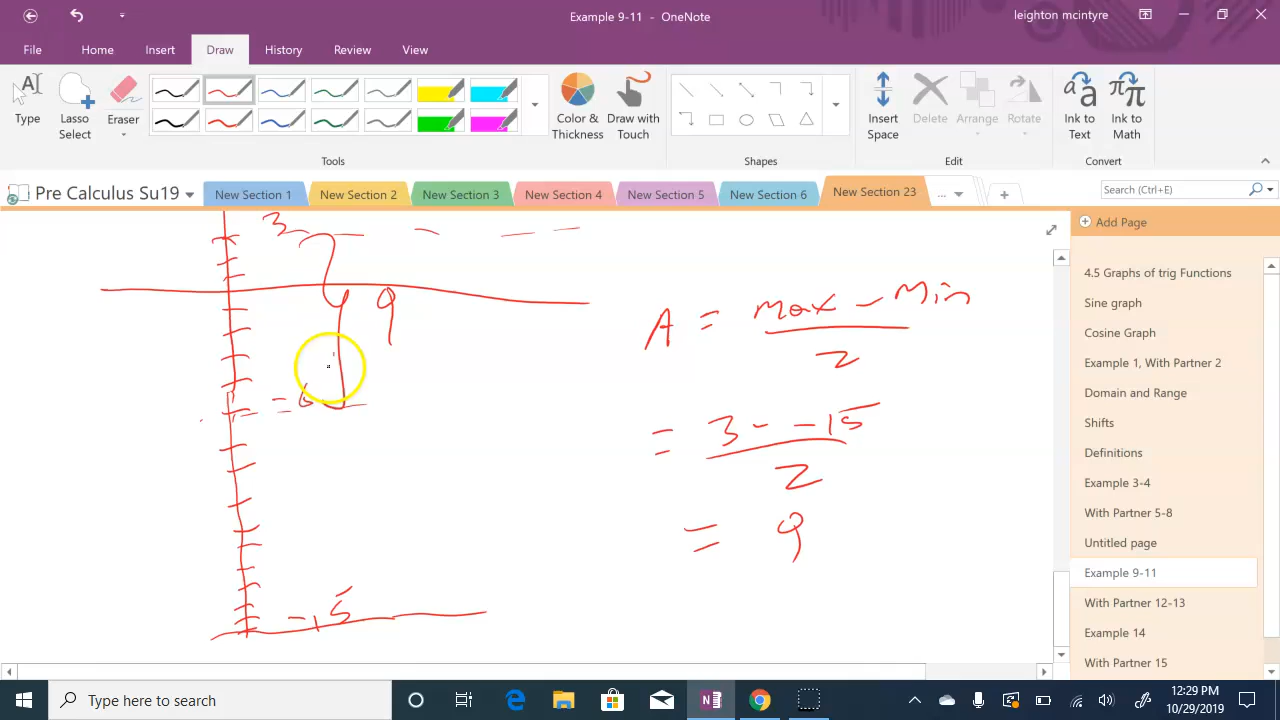 Example 9-11 - OneNote
leighton mcintyre
File Home Insert Draw History Review View
Type
Lasso Select
Eraser
Color & Thickness
Draw with Touch
Insert Space
Delete
Arrange
Rotate
Ink to Text
Ink to Math
Tools
Shapes
Edit
Convert
Pre Calculus Su19
New Section 1
New Section 2
New Section 3
New Section 4
New Section 5
New Section 6
New Section 23
...
Search (Ctrl+E)
3
9
-6
-15
A = Max - Min
2
= 3 - -15
2
= 9
Add Page
4.5 Graphs of trig Functions
Sine graph
Cosine Graph
Example 1, With Partner 2
Domain and Range
Shifts
Definitions
Example 3-4
With Partner 5-8
Untitled page
Example 9-11
With Partner 12-13
Example 14
With Partner 15
Type here to search
12:29 PM
10/29/2019